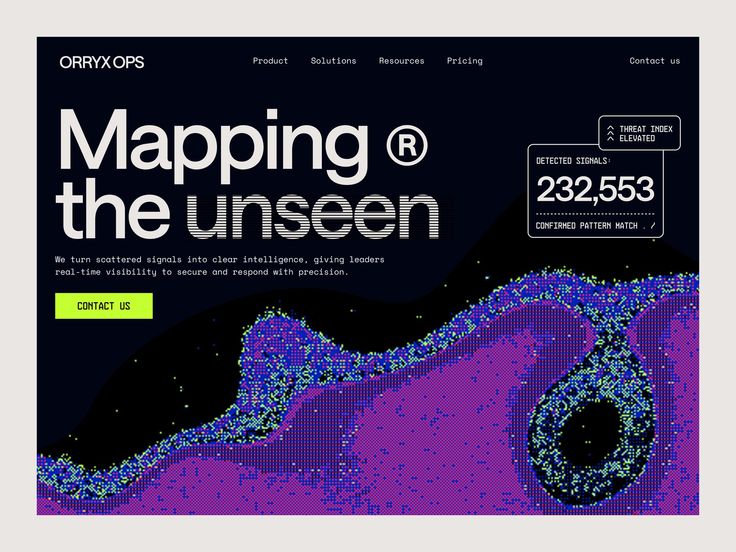 ORRYX OPS
Product Solutions Resources Pricing
Contact us
Mapping ®
the unseen
We turn scattered signals into clear intelligence, giving leaders
real-time visibility to secure and respond with precision.
CONTACT US
THREAT INDEX
ELEVATED
DETECTED SIGNALS:
232,553
CONFIRMED PATTERN MATCH . /